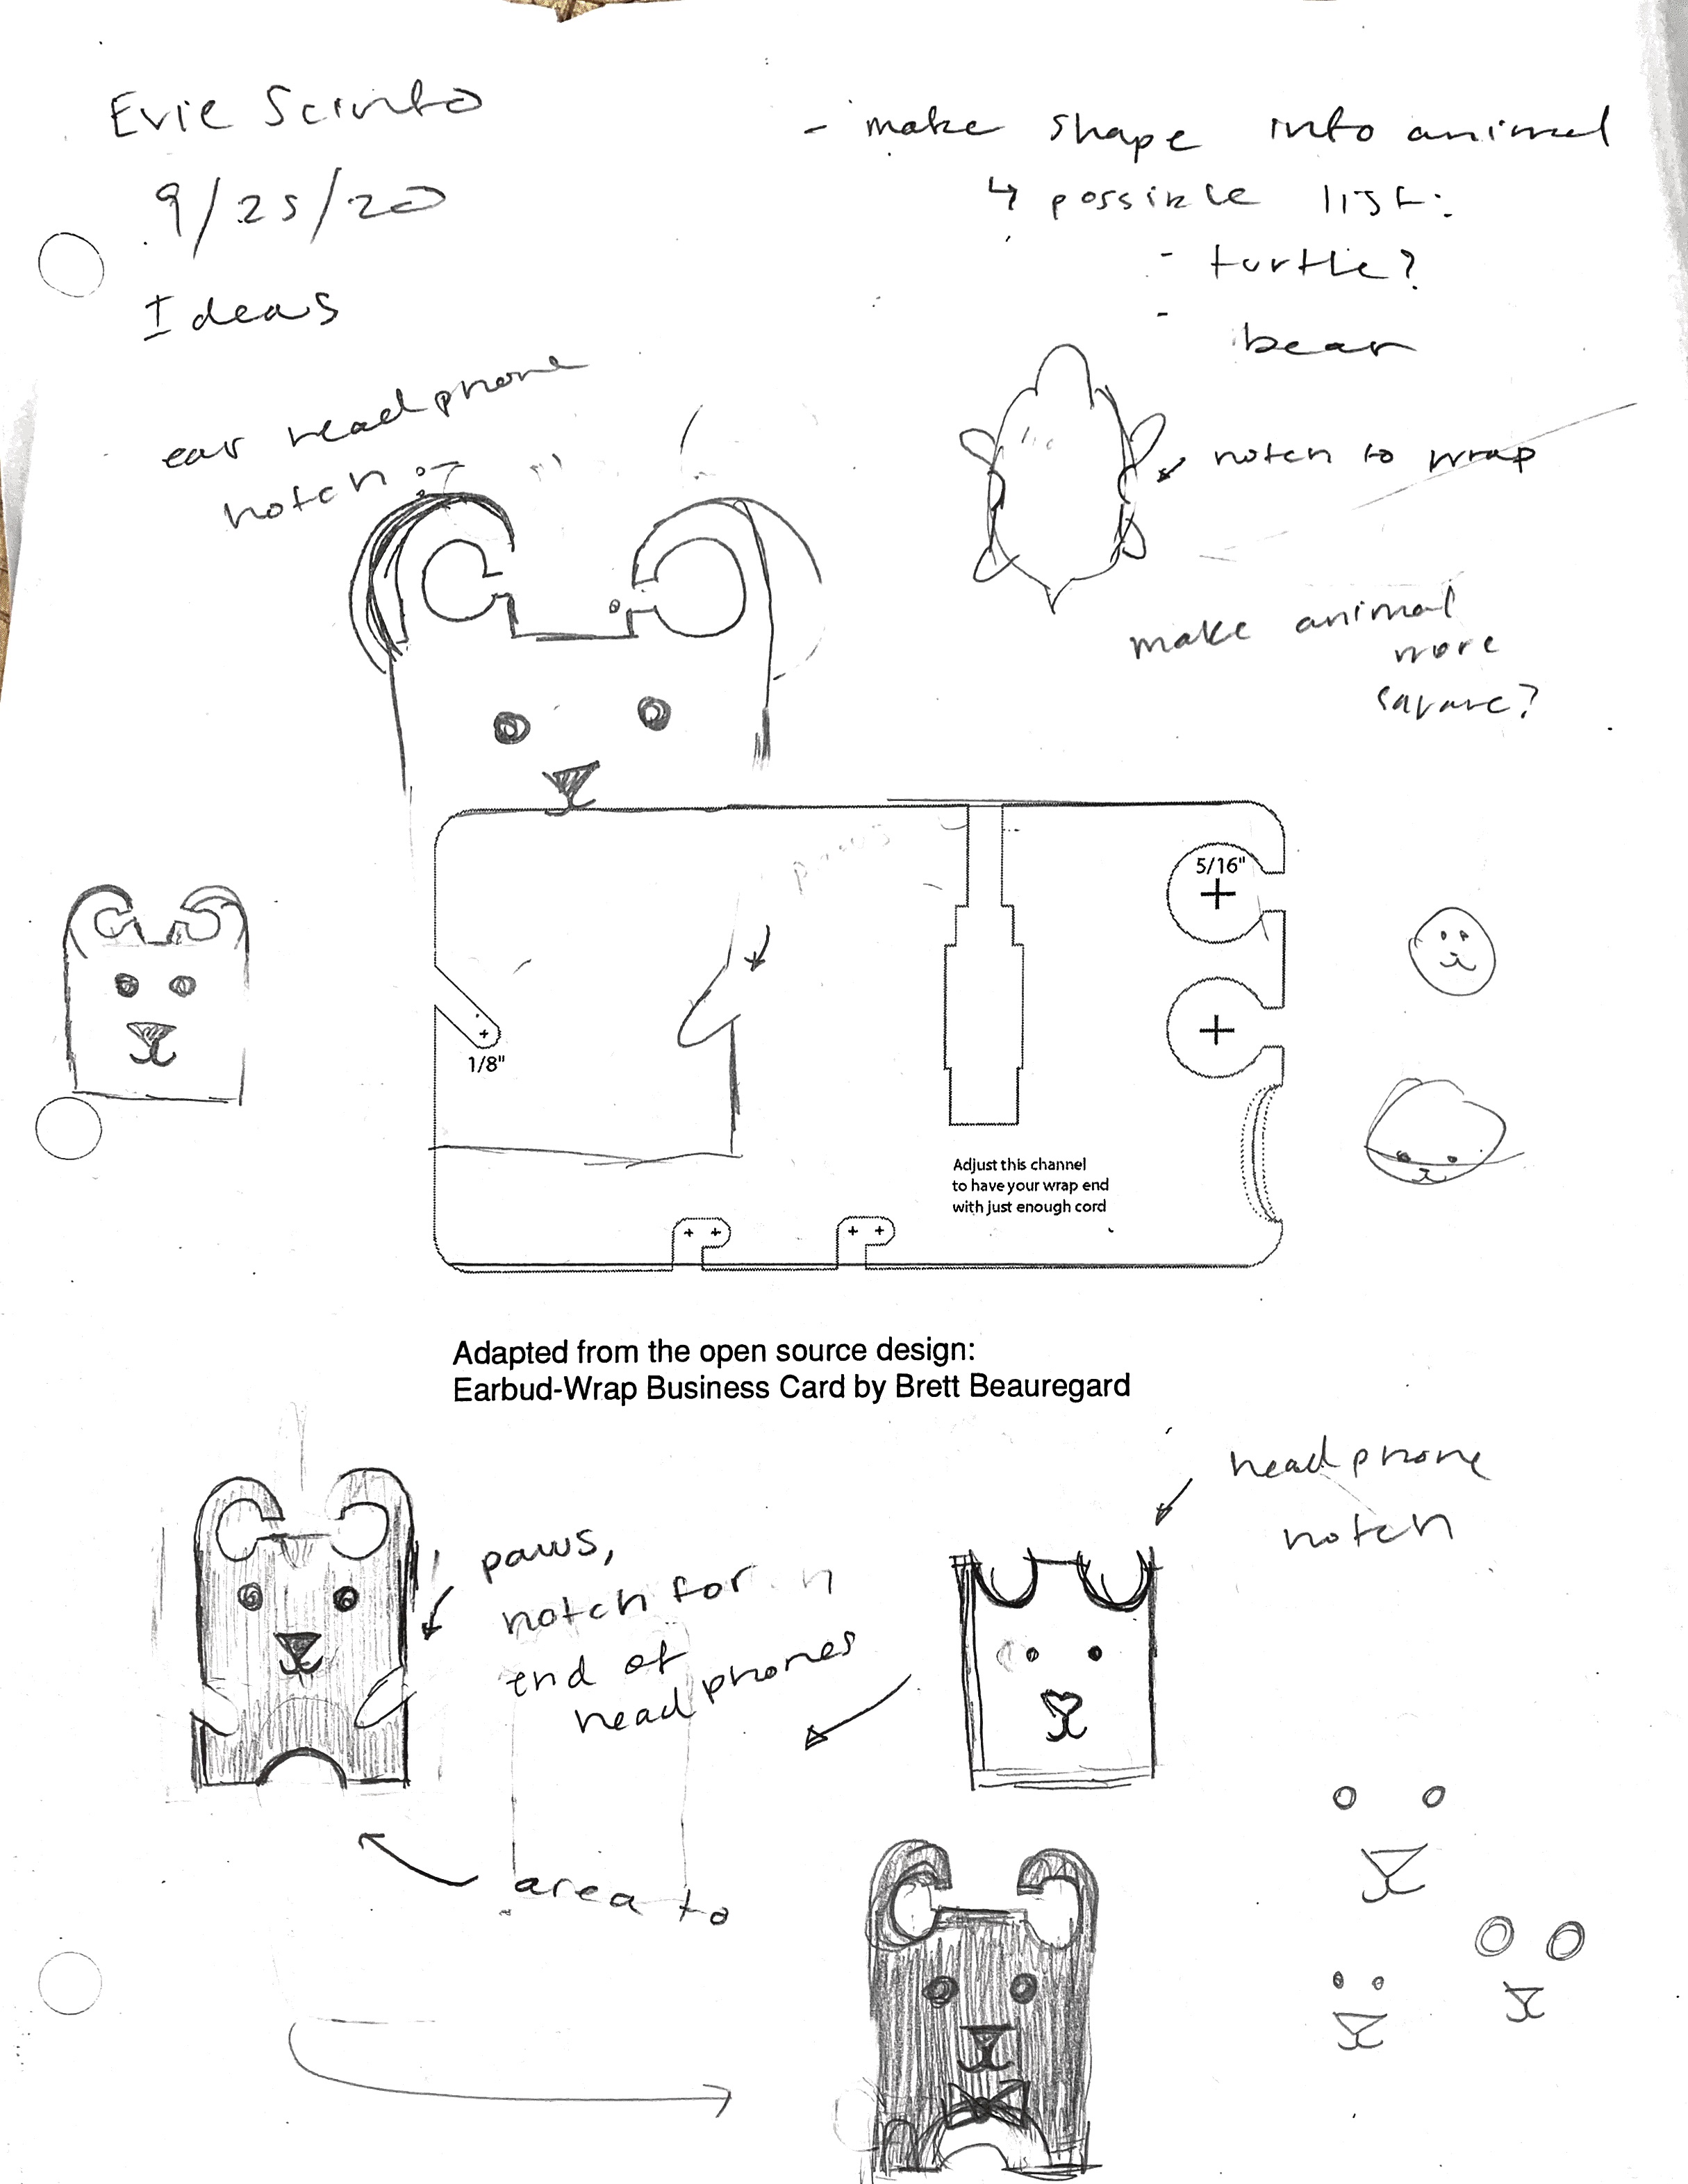 Evie Scinto
9/25/20
Ideas
- make shape into animal
↳ possible list:
- turtle?
- bear
ear headphone
notch:
notch to wrap
make animal
more
square?
paws
5/16"
1/8"
Adjust this channel
to have your wrap end
with just enough cord
Adapted from the open source design:
Earbud-Wrap Business Card by Brett Beauregard
headphone
notch
paws,
notch for
end of
headphones
area to